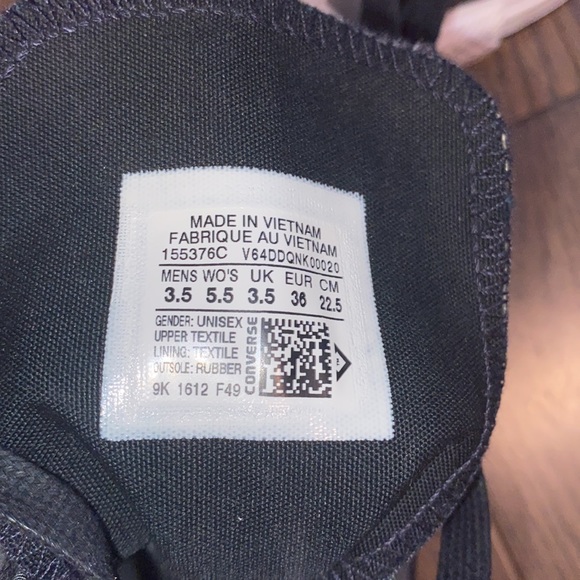 MADE IN VIETNAM
FABRIQUE AU VIETNAM
155376C V64DDQNK00020
MENS WO'S UK EUR CM
3.5 5.5 3.5 36 22.5
GENDER: UNISEX
UPPER TEXTILE
LINING: TEXTILE
OUTSOLE: RUBBER
9K 1612 F49
CONVERSE